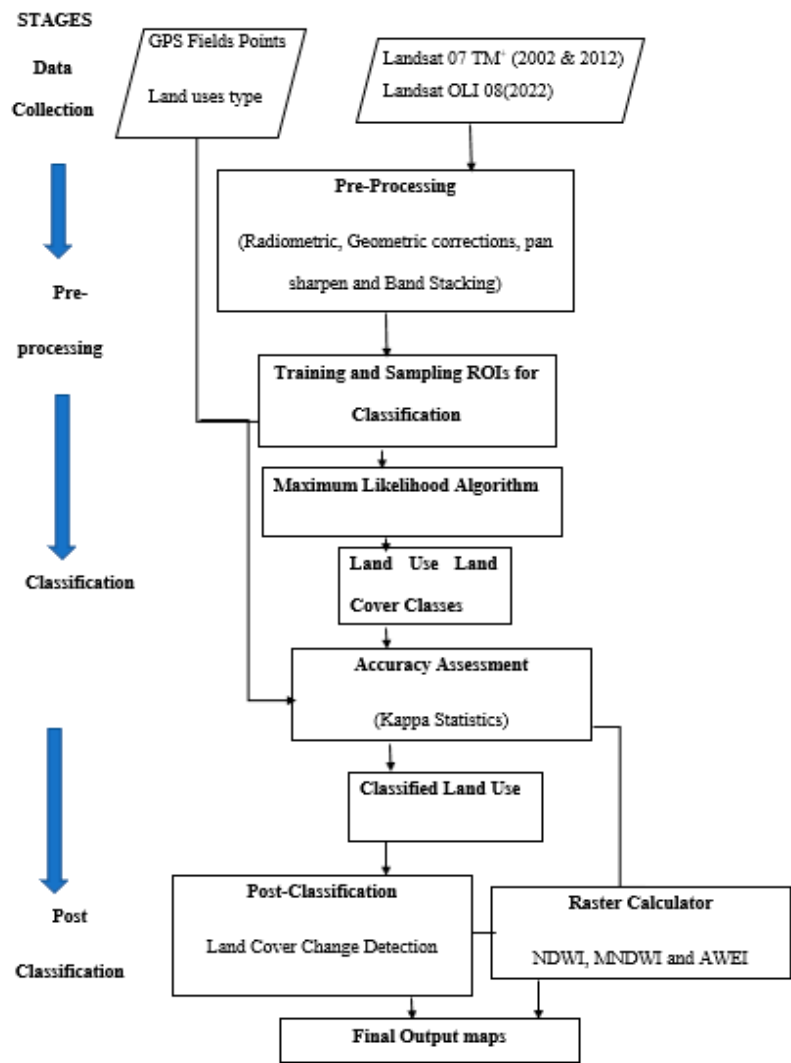 STAGES
Data
Collection
Pre-
processing
Classification
Post
Classification
GPS Fields Points
Land uses type
Landsat 07 TM⁺ (2002 & 2012)
Landsat OLI 08(2022)
Pre-Processing
(Radiometric, Geometric corrections, pan
sharpen and Band Stacking)
Training and Sampling ROIs for
Classification
Maximum Likelihood Algorithm
Land Use Land
Cover Classes
Accuracy Assessment
(Kappa Statistics)
Classified Land Use
Post-Classification
Land Cover Change Detection
Raster Calculator
NDWI, MNDWI and AWEI
Final Output maps